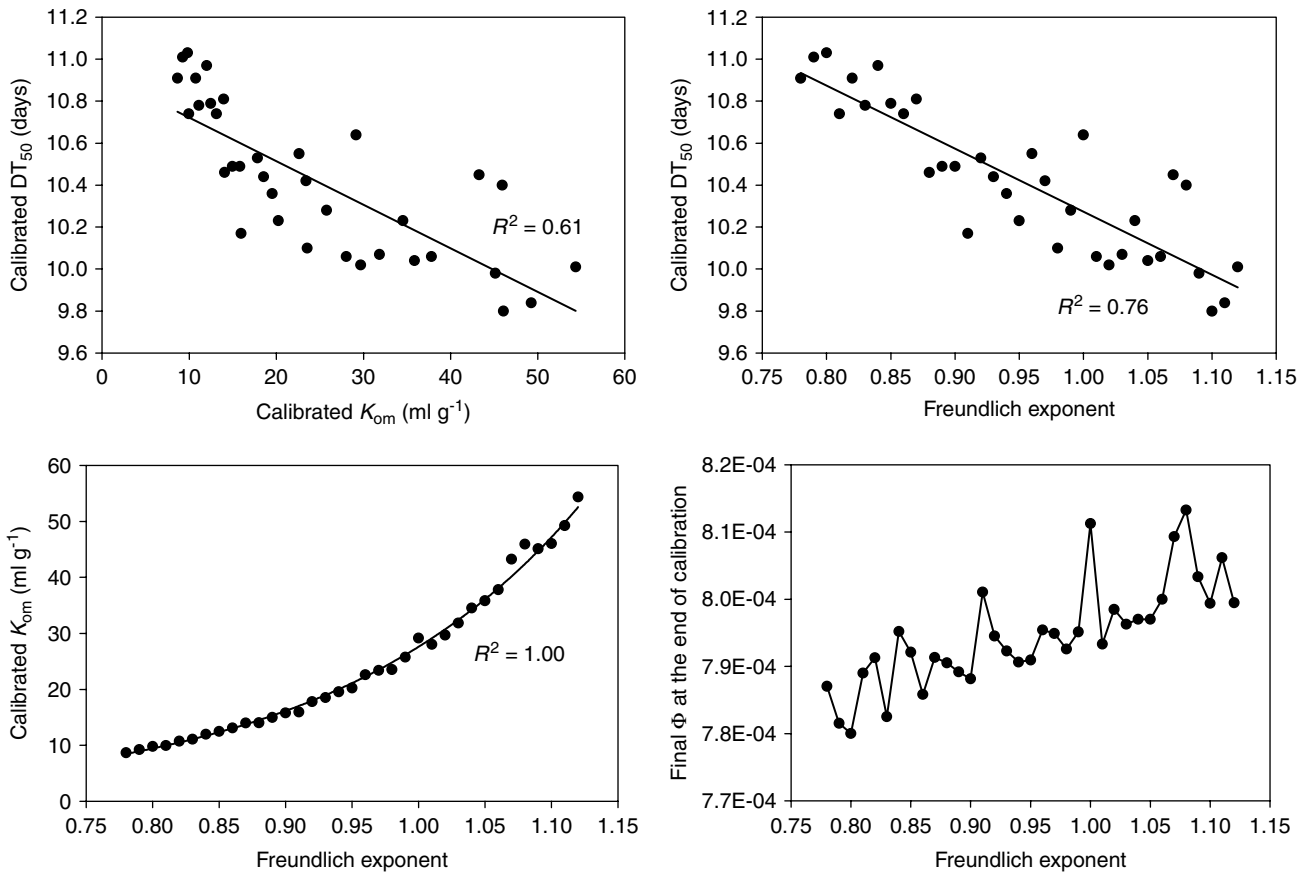 11.2
11.0
10.8
10.6
10.4
10.2
10.0
9.8
9.6
Calibrated DT50 (days)
R2 = 0.61
0 10 20 30 40 50 60
Calibrated Kom (ml g-1)
11.2
11.0
10.8
10.6
10.4
10.2
10.0
9.8
9.6
Calibrated DT50 (days)
R2 = 0.76
0.75 0.80 0.85 0.90 0.95 1.00 1.05 1.10 1.15
Freundlich exponent
60
50
40
30
20
10
0
Calibrated Kom (ml g-1)
R2 = 1.00
0.75 0.80 0.85 0.90 0.95 1.00 1.05 1.10 1.15
Freundlich exponent
8.2E-04
8.1E-04
8.0E-04
7.9E-04
7.8E-04
7.7E-04
Final Φ at the end of calibration
0.75 0.80 0.85 0.90 0.95 1.00 1.05 1.10 1.15
Freundlich exponent